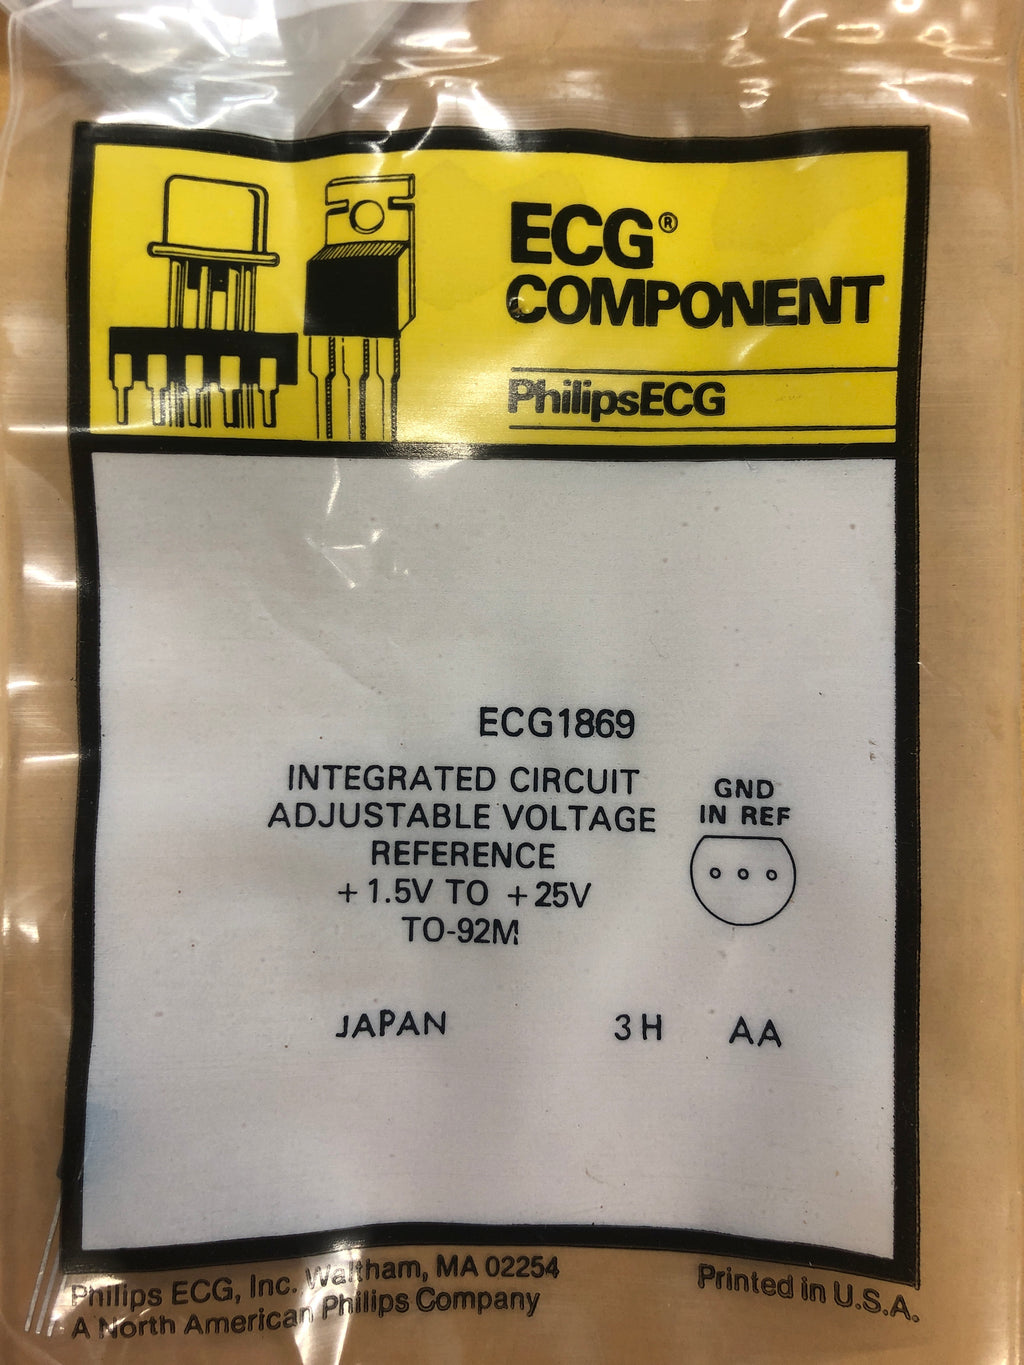 ECG®
COMPONENT
PhilipsECG
ECG1869
INTEGRATED CIRCUIT
ADJUSTABLE VOLTAGE
REFERENCE
+1.5V TO +25V
TO-92M
GND
IN REF
JAPAN 3H AA
Philips ECG, Inc. Waltham, MA 02254
A North American Philips Company
Printed in U.S.A.